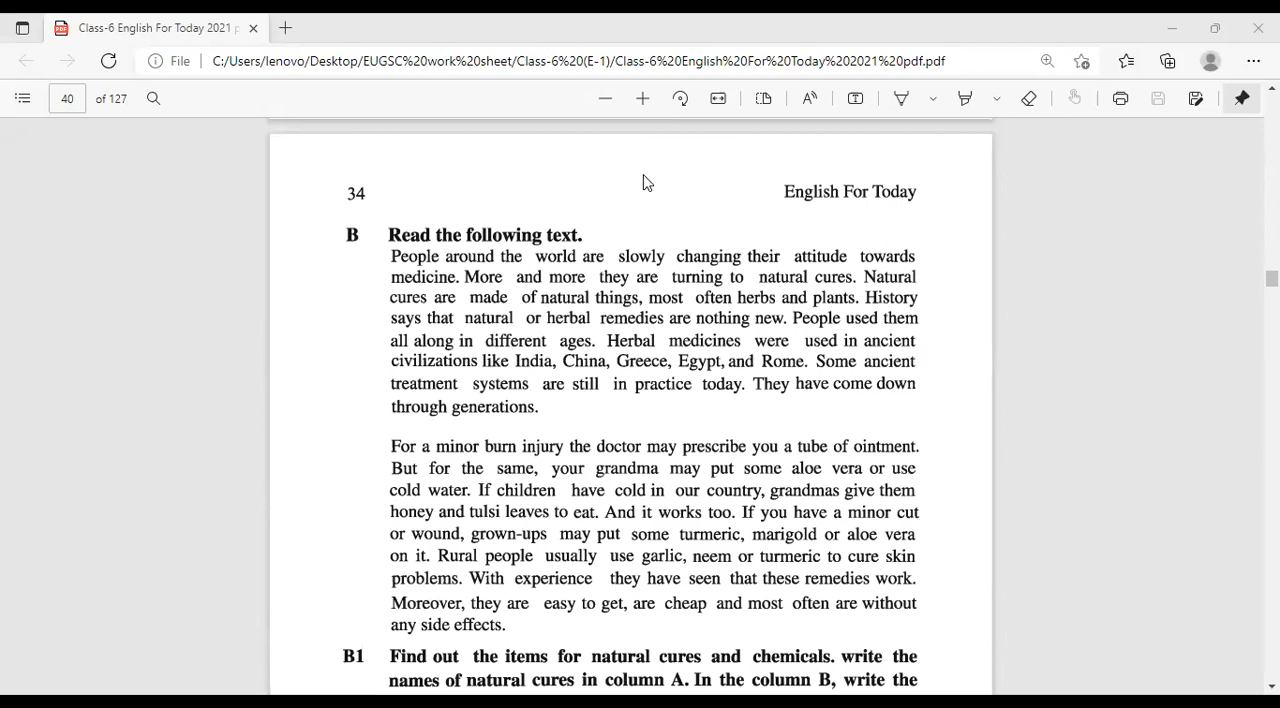 Class-6 English For Today 2021 p
File
C:/Users/lenovo/Desktop/EUGSC%20work%20sheet/Class-6%20(E-1)/Class-6%20English%20For%20Today%202021%20pdf.pdf
40 of 127
34 English For Today
B Read the following text.
People around the world are slowly changing their attitude towards
medicine. More and more they are turning to natural cures. Natural
cures are made of natural things, most often herbs and plants. History
says that natural or herbal remedies are nothing new. People used them
all along in different ages. Herbal medicines were used in ancient
civilizations like India, China, Greece, Egypt, and Rome. Some ancient
treatment systems are still in practice today. They have come down
through generations.
For a minor burn injury the doctor may prescribe you a tube of ointment.
But for the same, your grandma may put some aloe vera or use
cold water. If children have cold in our country, grandmas give them
honey and tulsi leaves to eat. And it works too. If you have a minor cut
or wound, grown-ups may put some turmeric, marigold or aloe vera
on it. Rural people usually use garlic, neem or turmeric to cure skin
problems. With experience they have seen that these remedies work.
Moreover, they are easy to get, are cheap and most often are without
any side effects.
B1 Find out the items for natural cures and chemicals. write the
names of natural cures in column A. In the column B, write the